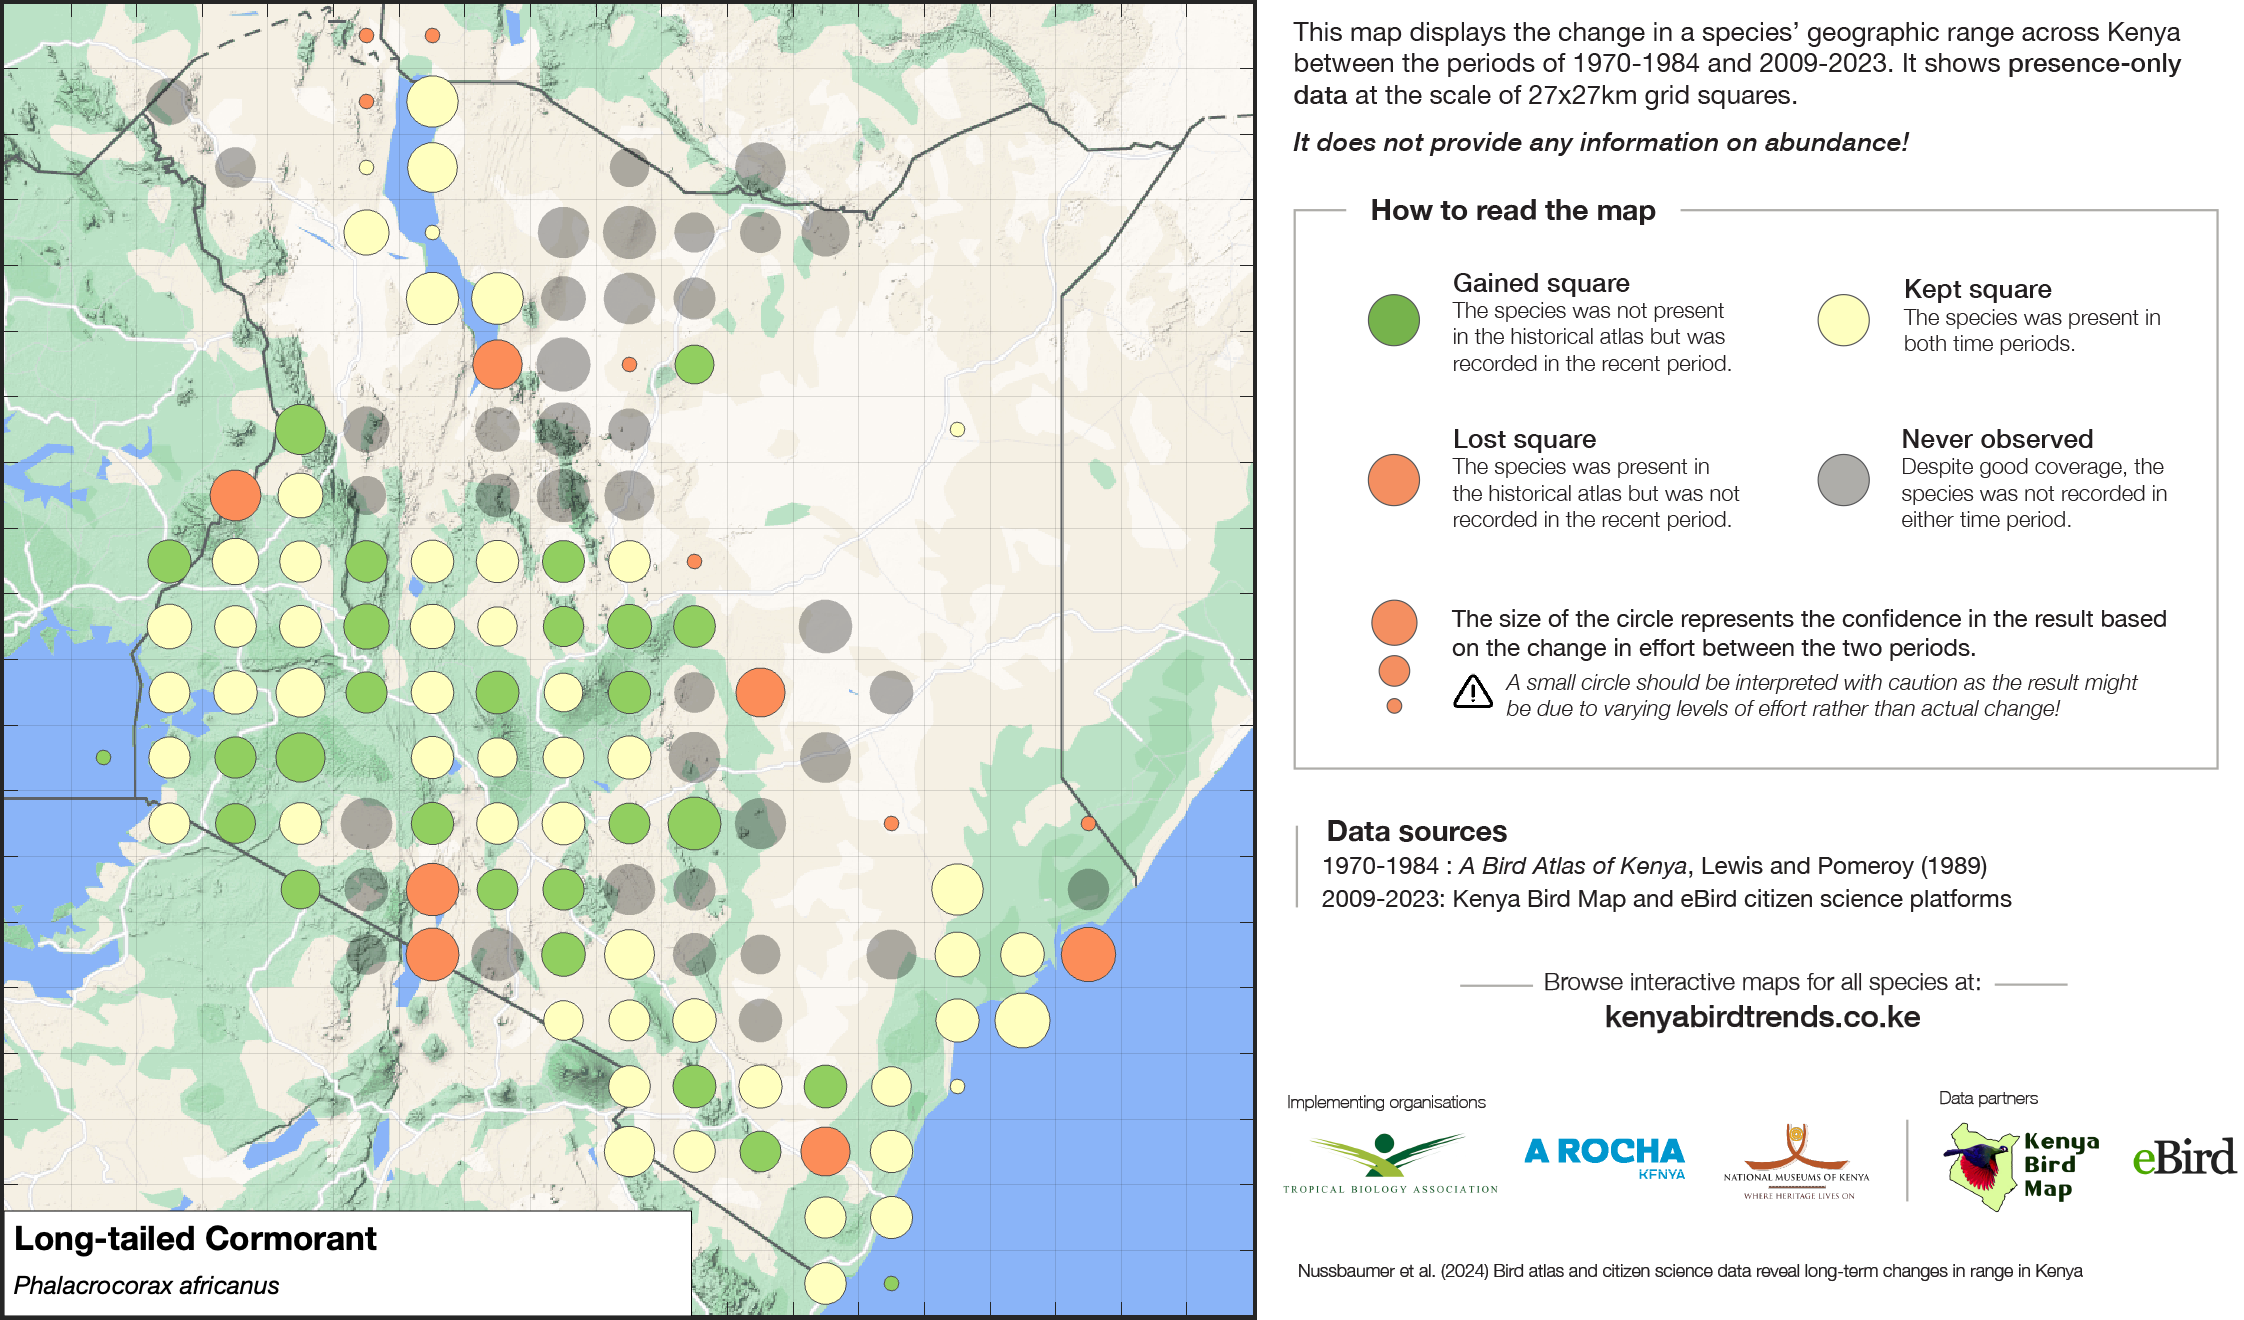 This map displays the change in a species’ geographic range across Kenya
between the periods of 1970-1984 and 2009-2023. It shows presence-only
data at the scale of 27x27km grid squares.
It does not provide any information on abundance!
How to read the map
Gained square
The species was not present
in the historical atlas but was
recorded in the recent period.
Kept square
The species was present in
both time periods.
Lost square
The species was present in
the historical atlas but was not
recorded in the recent period.
Never observed
Despite good coverage, the
species was not recorded in
either time period.
The size of the circle represents the confidence in the result based
on the change in effort between the two periods.
A small circle should be interpreted with caution as the result might
be due to varying levels of effort rather than actual change!
Data sources
1970-1984 : A Bird Atlas of Kenya, Lewis and Pomeroy (1989)
2009-2023: Kenya Bird Map and eBird citizen science platforms
Browse interactive maps for all species at:
kenyabirdtrends.co.ke
Implementing organisations
Data partners
TROPICAL BIOLOGY ASSOCIATION
A ROCHA
KENYA
NATIONAL MUSEUMS OF KENYA
WHERE HERITAGE LIVES ON
Kenya
Bird
Map
eBird
Nussbaumer et al. (2024) Bird atlas and citizen science data reveal long-term changes in range in Kenya
Long-tailed Cormorant
Phalacrocorax africanus